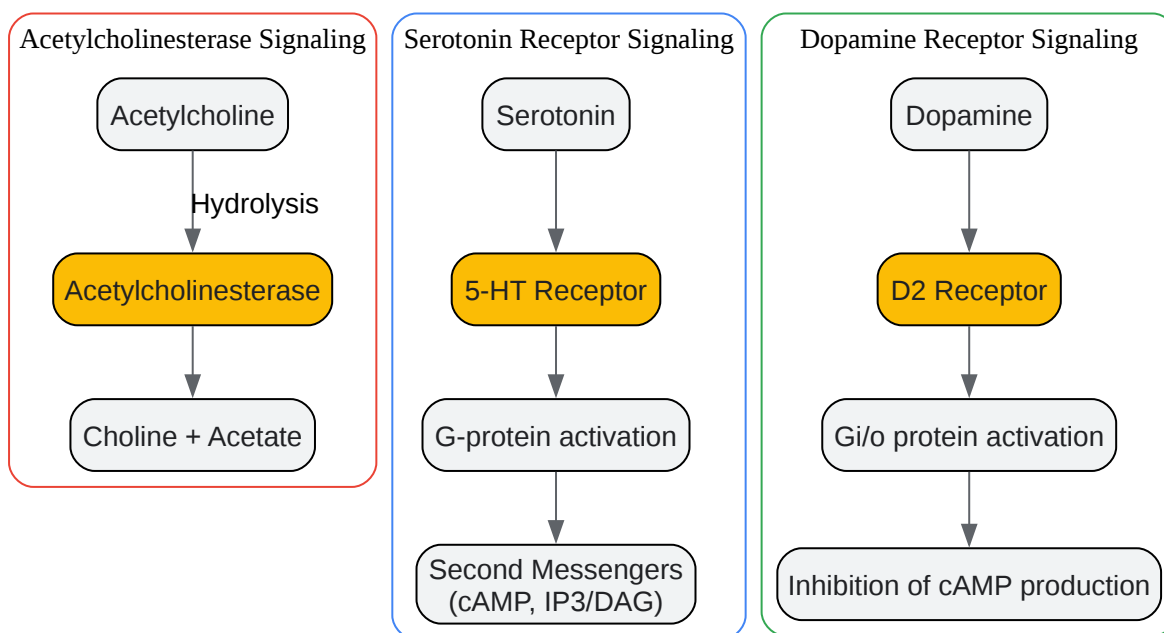 Acetylcholinesterase Signaling
Acetylcholine
Hydrolysis
Acetylcholinesterase
Choline + Acetate
Serotonin Receptor Signaling
Serotonin
5-HT Receptor
G-protein activation
Second Messengers
(cAMP, IP3/DAG)
Dopamine Receptor Signaling
Dopamine
D2 Receptor
Gi/o protein activation
Inhibition of cAMP production